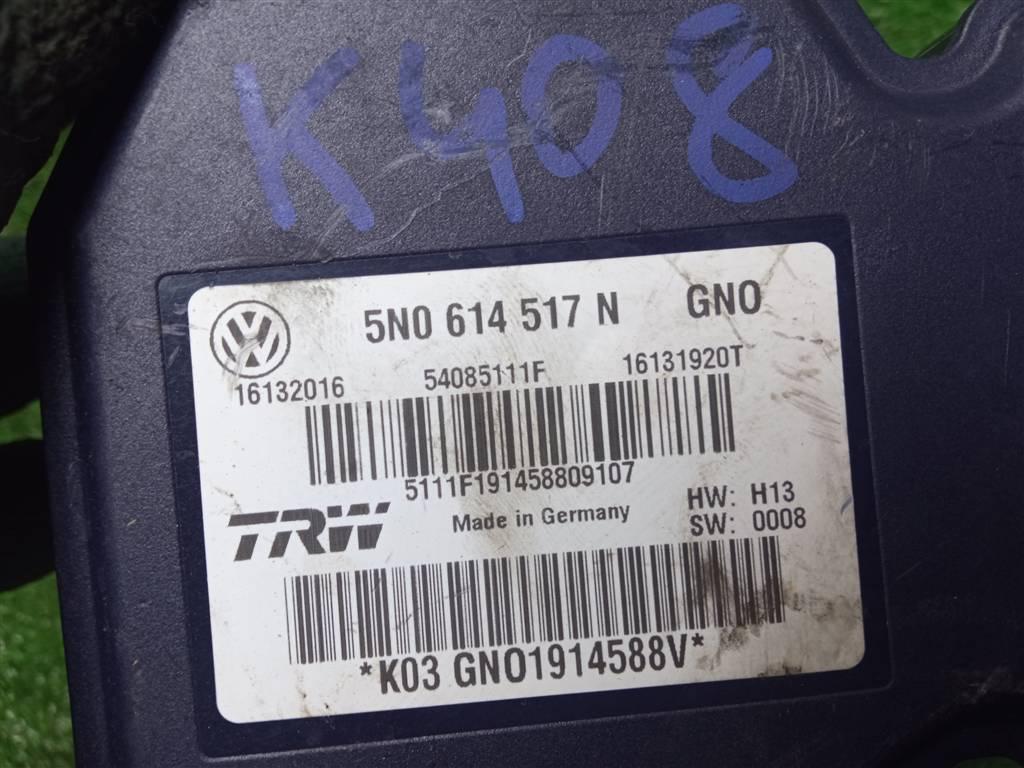 K408
5N0 614 517 N GNO
16132016 54085111F 16131920T
5111F191458809107
TRW Made in Germany HW: H13
SW: 0008
*K03 GNO1914588V*